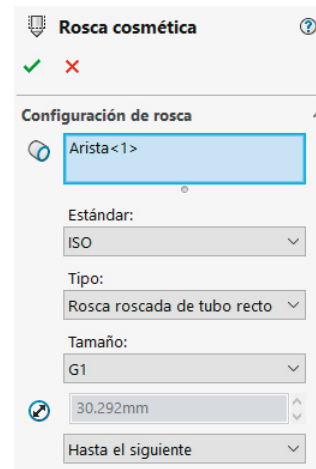 Rosca cosmética
Configuración de rosca
Arista<1>
Estándar:
ISO
Tipo:
Rosca roscada de tubo recto
Tamaño:
G1
30.292mm
Hasta el siguiente